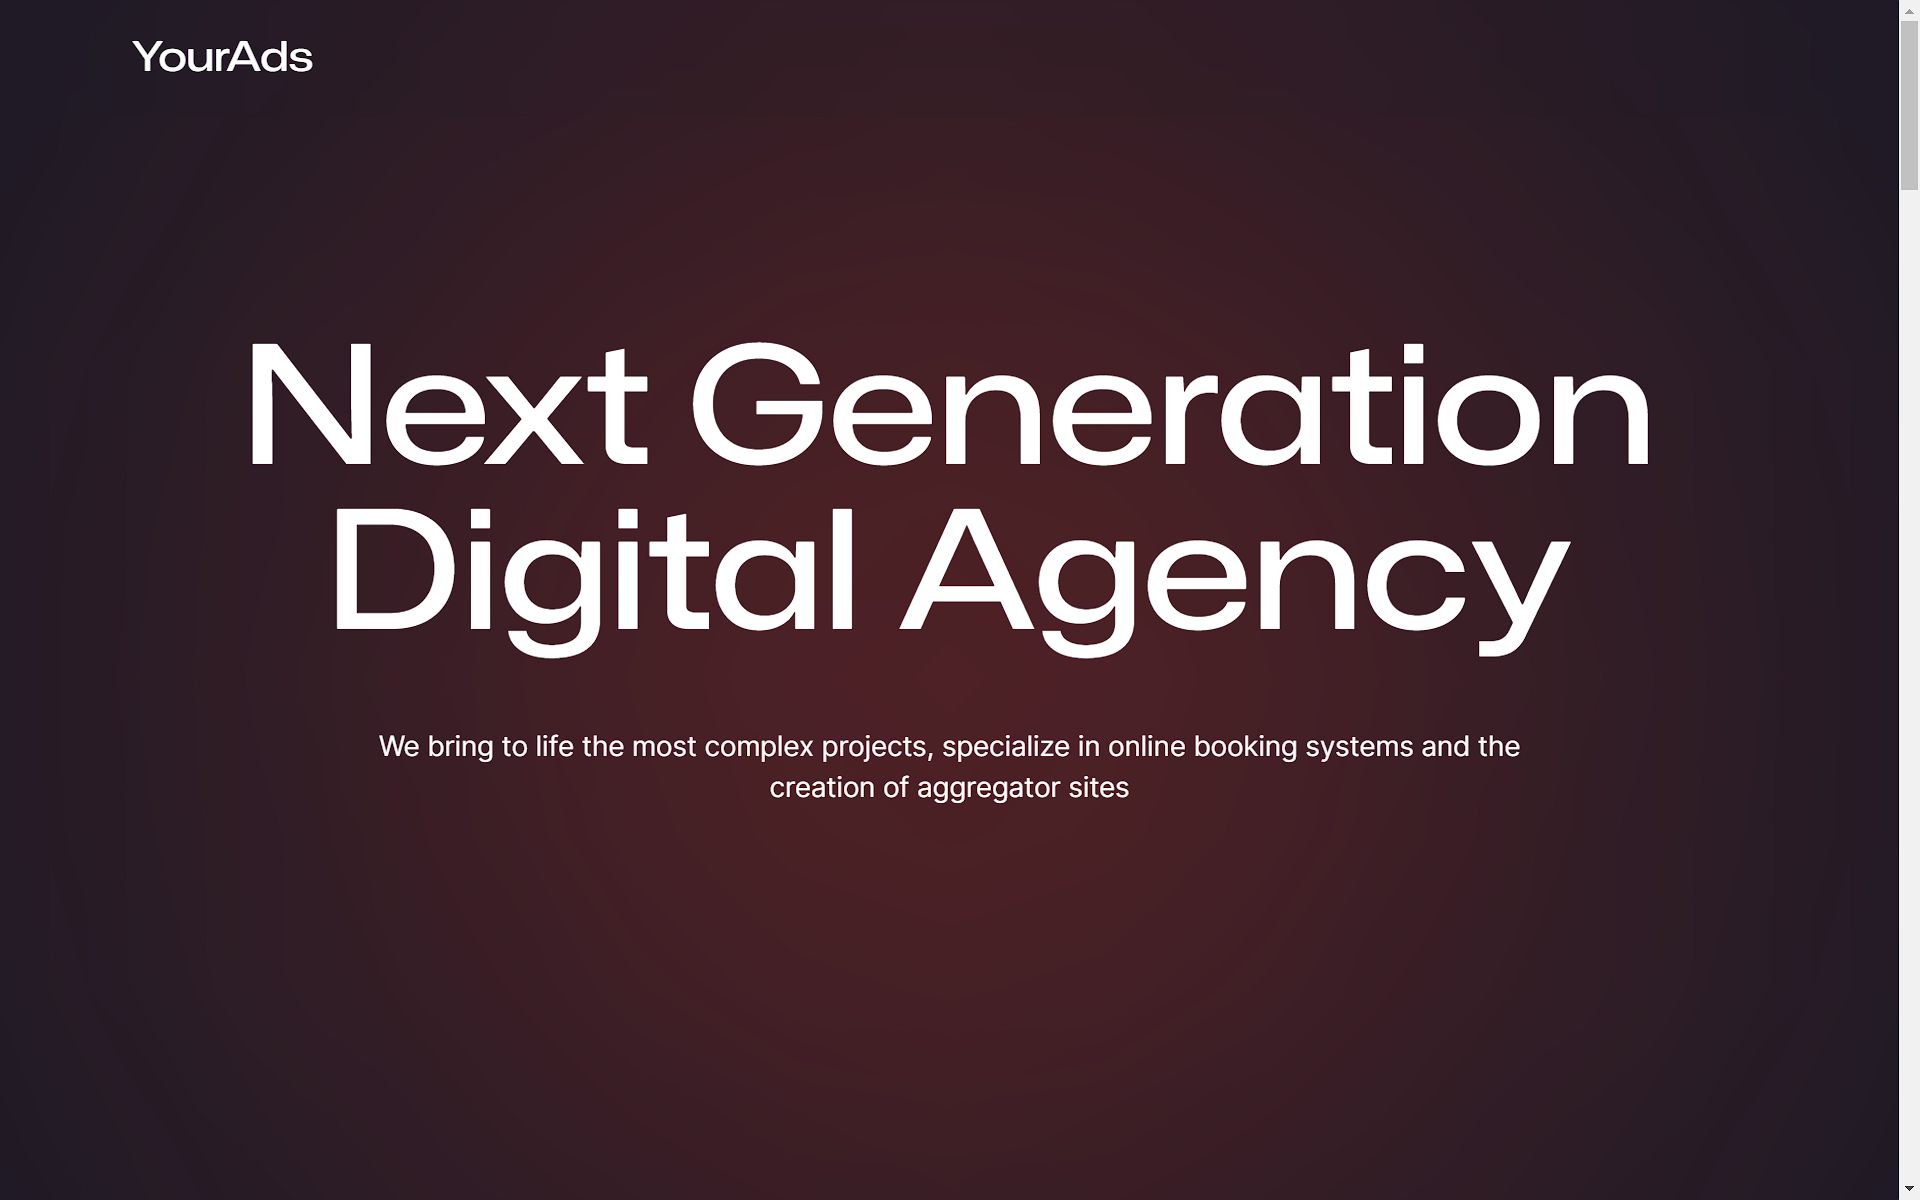 YourAds
Next Generation
Digital Agency
We bring to life the most complex projects, specialize in online booking systems and the
creation of aggregator sites